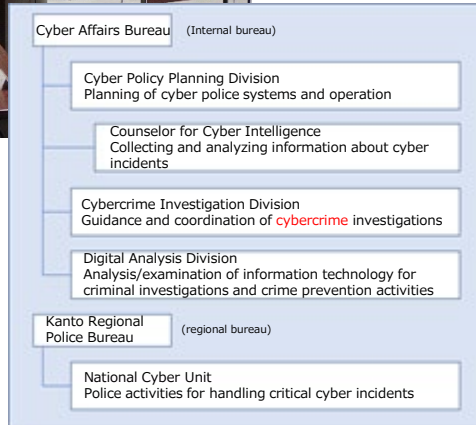 Cyber Affairs Bureau (Internal bureau)
Cyber Policy Planning Division
Planning of cyber police systems and operation
Counselor for Cyber Intelligence
Collecting and analyzing information about cyber
incidents
Cybercrime Investigation Division
Guidance and coordination of cybercrime investigations
Digital Analysis Division
Analysis/examination of information technology for
criminal investigations and crime prevention activities
Kanto Regional
Police Bureau (regional bureau)
National Cyber Unit
Police activities for handling critical cyber incidents